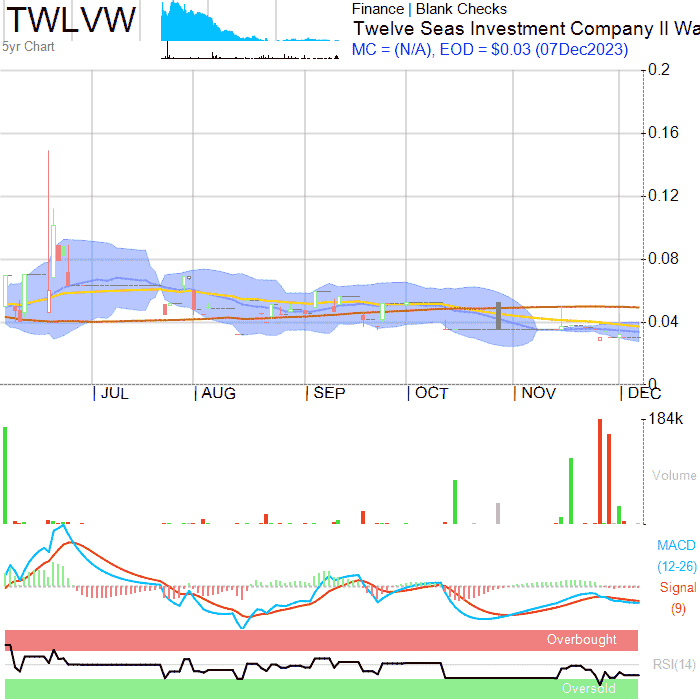 TWLVW
5yr Chart
Finance | Blank Checks
Twelve Seas Investment Company II Wa
MC = (N/A), EOD = $0.03 (07Dec2023)
0.2
0.16
0.12
0.08
0.04
0
JUL AUG SEP OCT NOV DEC
184k
Volume
MACD
(12-26)
Signal
(9)
Overbought
RSI(14)
Oversold